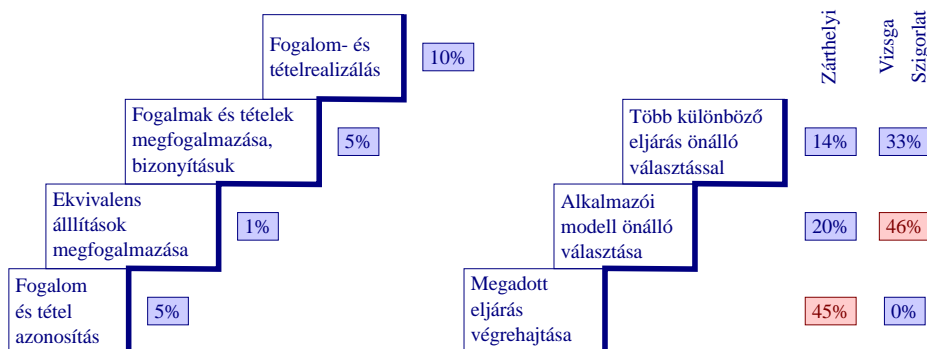 Fogalom- és
tételrealizálás
10%
Fogalmak és tételek
megfogalmazása,
bizonyításuk
5%
Ekvivalens
álllítások
megfogalmazása
1%
Fogalom
és tétel
azonosítás
5%
Zárthelyi
Vizsga
Szigorlat
Több különböző
eljárás önálló
választással
14%
33%
Alkalmazói
modell önálló
választása
20%
46%
Megadott
eljárás
végrehajtása
45%
0%